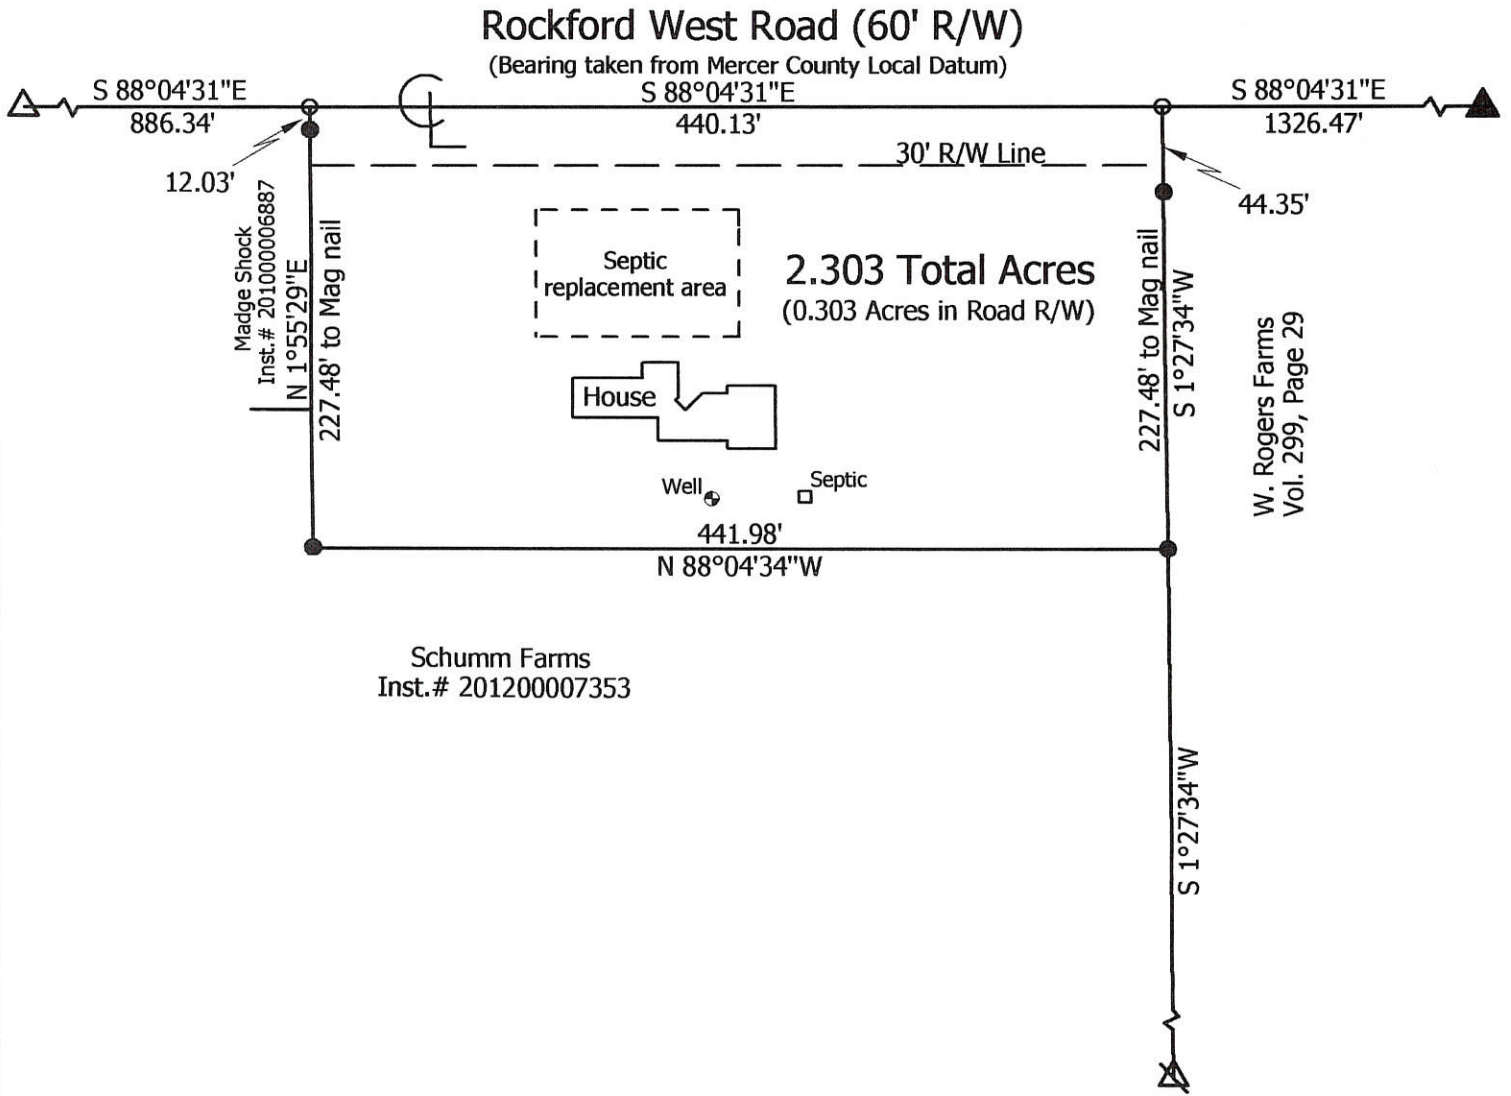 Rockford West Road (60' R/W)
(Bearing taken from Mercer County Local Datum)
S 88°04'31"E
886.34'
S 88°04'31"E
440.13'
S 88°04'31"E
1326.47'
12.03'
30' R/W Line
44.35'
Madge Shock
Inst.# 201000006887
N 1°55'29"E
227.48' to Mag nail
Septic
replacement area
2.303 Total Acres
(0.303 Acres in Road R/W)
227.48' to Mag nail
S 1°27'34"W
W. Rogers Farms
Vol. 299, Page 29
House
Well
Septic
441.98'
N 88°04'34"W
Schumm Farms
Inst.# 201200007353
S 1°27'34"W